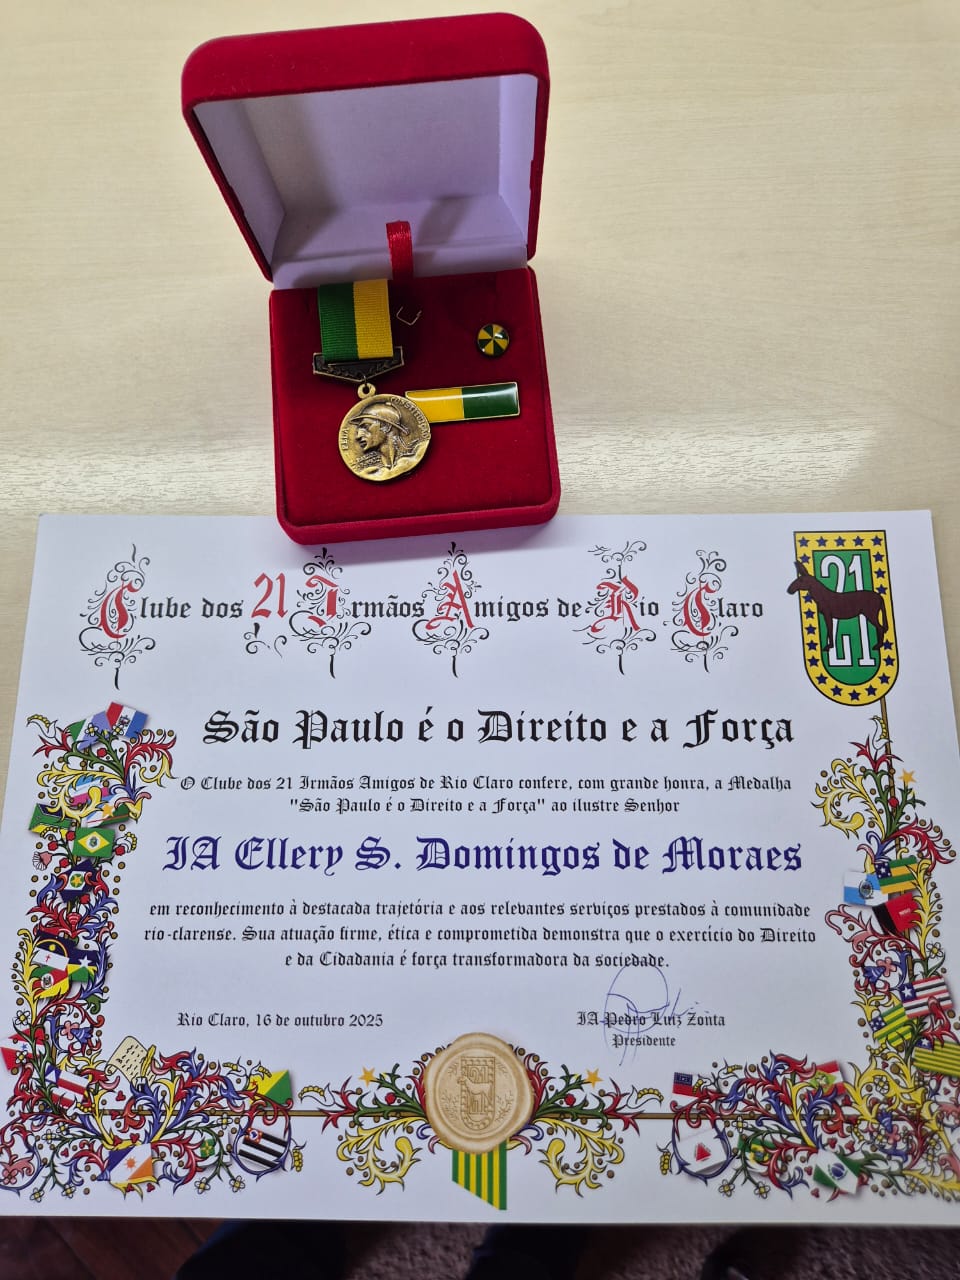 Clube dos 21 Irmãos Amigos de Rio Claro
21
21
São Paulo é o Direito e a Força
O Clube dos 21 Irmãos Amigos de Rio Claro confere, com grande honra, a Medalha
"São Paulo é o Direito e a Força" ao ilustre Senhor
IA Ellery S. Domingos de Moraes
em reconhecimento à destacada trajetória e aos relevantes serviços prestados à comunidade
rio-clarense. Sua atuação firme, ética e comprometida demonstra que o exercício do Direito
e da Cidadania é força transformadora da sociedade.
Rio Claro, 16 de outubro 2025
IA Pedro Luiz Zonta
Presidente